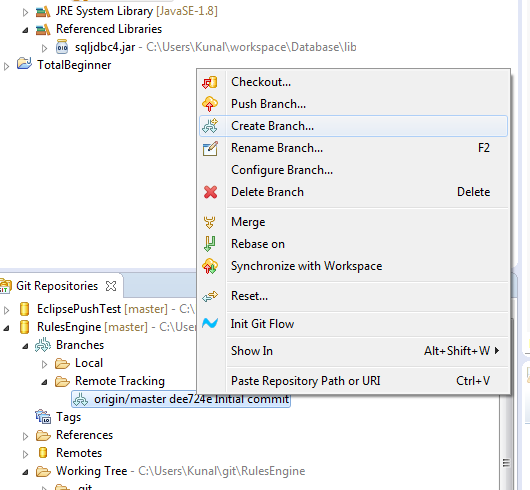 JRE System Library [JavaSE-1.8]
Referenced Libraries
sqljdbc4.jar - C:\Users\Kunal\workspace\Database\lib
TotalBeginner
Checkout...
Push Branch...
Create Branch...
Rename Branch... F2
Configure Branch...
Delete Branch Delete
Merge
Rebase on
Synchronize with Workspace
Reset...
Init Git Flow
Show In Alt+Shift+W
Paste Repository Path or URI Ctrl+V
Git Repositories
EclipsePushTest [master] - C:\
RulesEngine [master] - C:\Use
Branches
Local
Remote Tracking
origin/master dee724e Initial commit
Tags
References
Remotes
Working Tree - C:\Users\Kunal\git\RulesEngine
.git